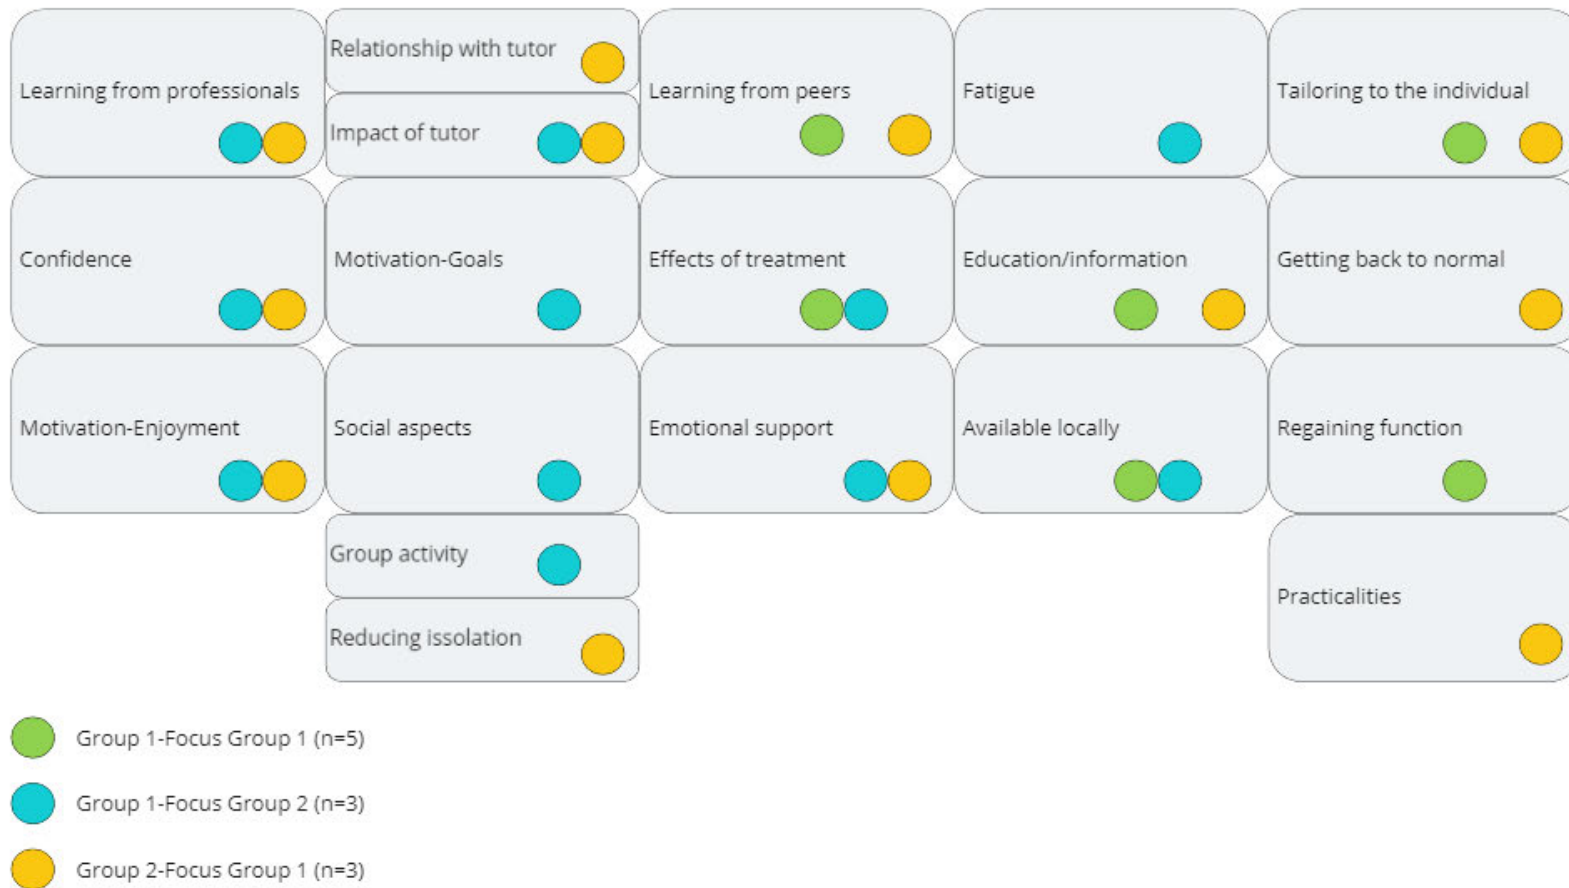 Learning from professionals
Relationship with tutor
Impact of tutor
Learning from peers
Fatigue
Tailoring to the individual
Confidence
Motivation-Goals
Effects of treatment
Education/information
Getting back to normal
Motivation-Enjoyment
Social aspects
Emotional support
Available locally
Regaining function
Group activity
Reducing issolation
Practicalities
Group 1-Focus Group 1 (n=5)
Group 1-Focus Group 2 (n=3)
Group 2-Focus Group 1 (n=3)